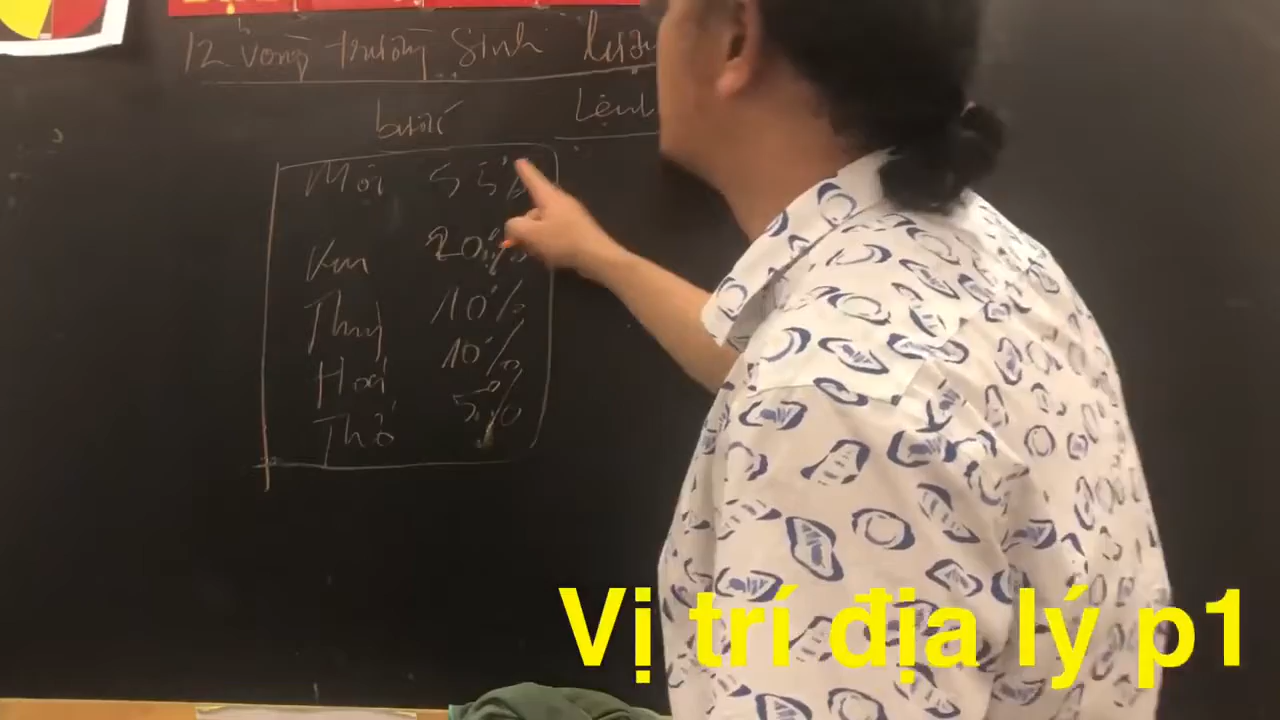 12 vòng trường Sinh
bước Lệnh
Mộc 55%
Kim 20%
Thuỷ 10%
Hoả 10%
Thổ 5%
Vị trí địa lý p1